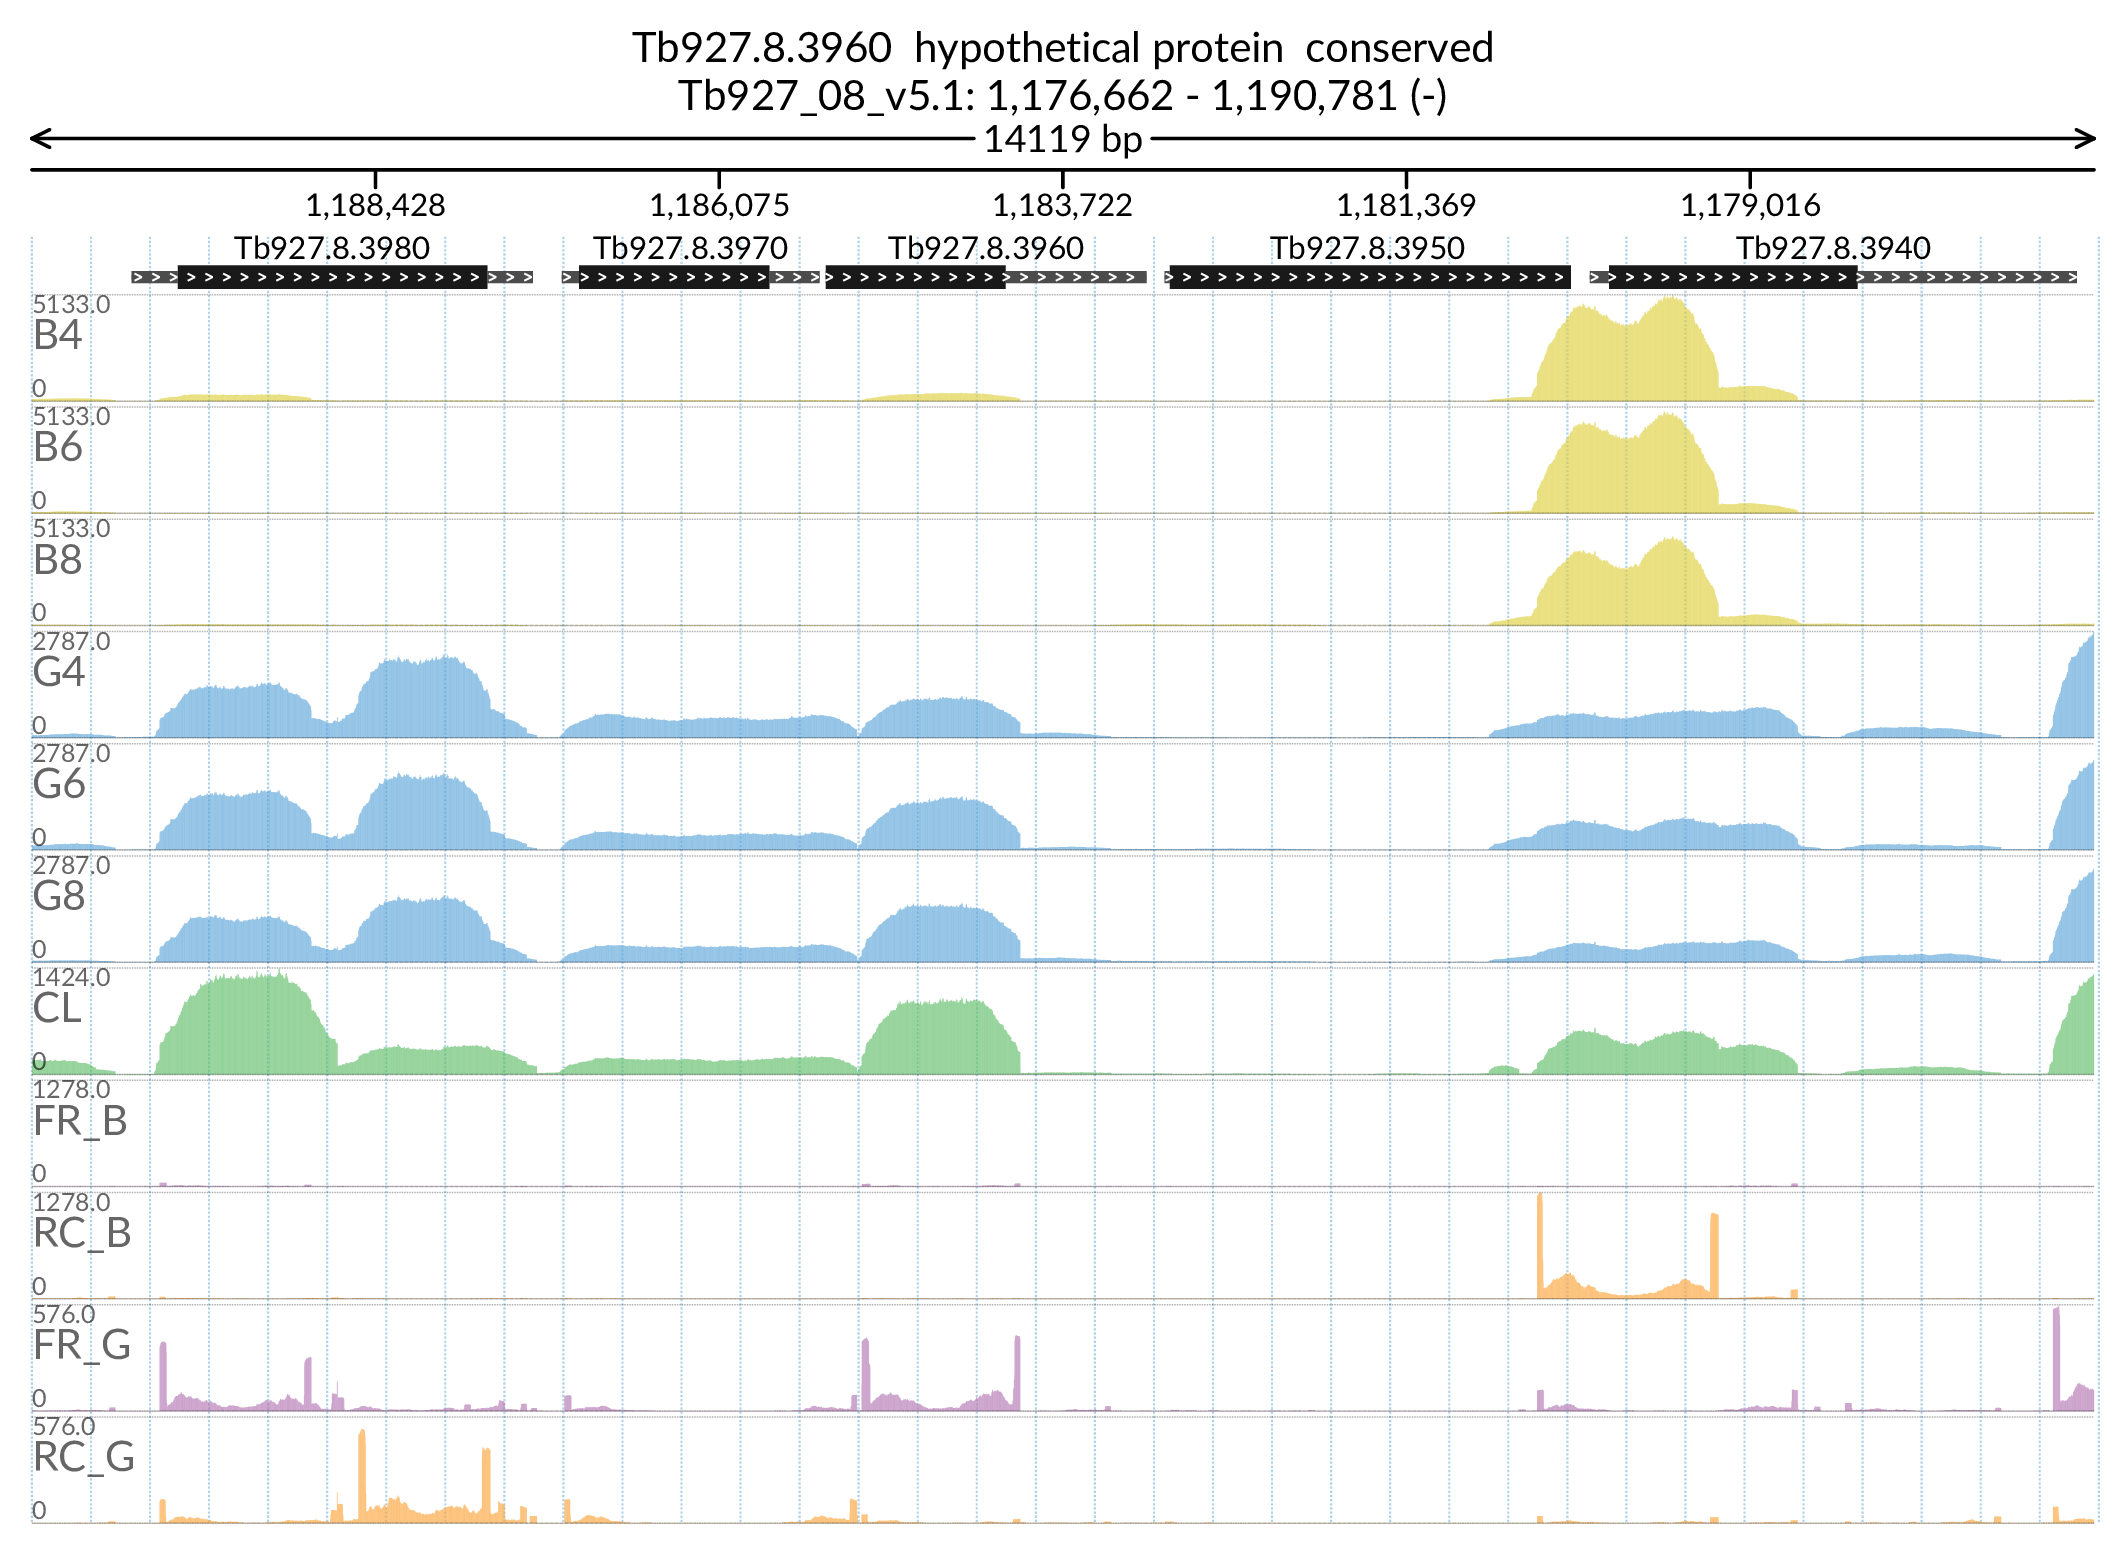 Tb927.8.3960 hypothetical protein conserved
Tb927_08_v5.1: 1,176,662 - 1,190,781 (-)
14119 bp
1,188,428 1,186,075 1,183,722 1,181,369 1,179,016
Tb927.8.3980 Tb927.8.3970 Tb927.8.3960 Tb927.8.3950 Tb927.8.3940
5133.0
B4
0
5133.0
B6
0
5133.0
B8
0
2787.0
G4
0
2787.0
G6
0
2787.0
G8
0
1424.0
CL
0
1278.0
FR_B
0
1278.0
RC_B
0
576.0
FR_G
0
576.0
RC_G
0